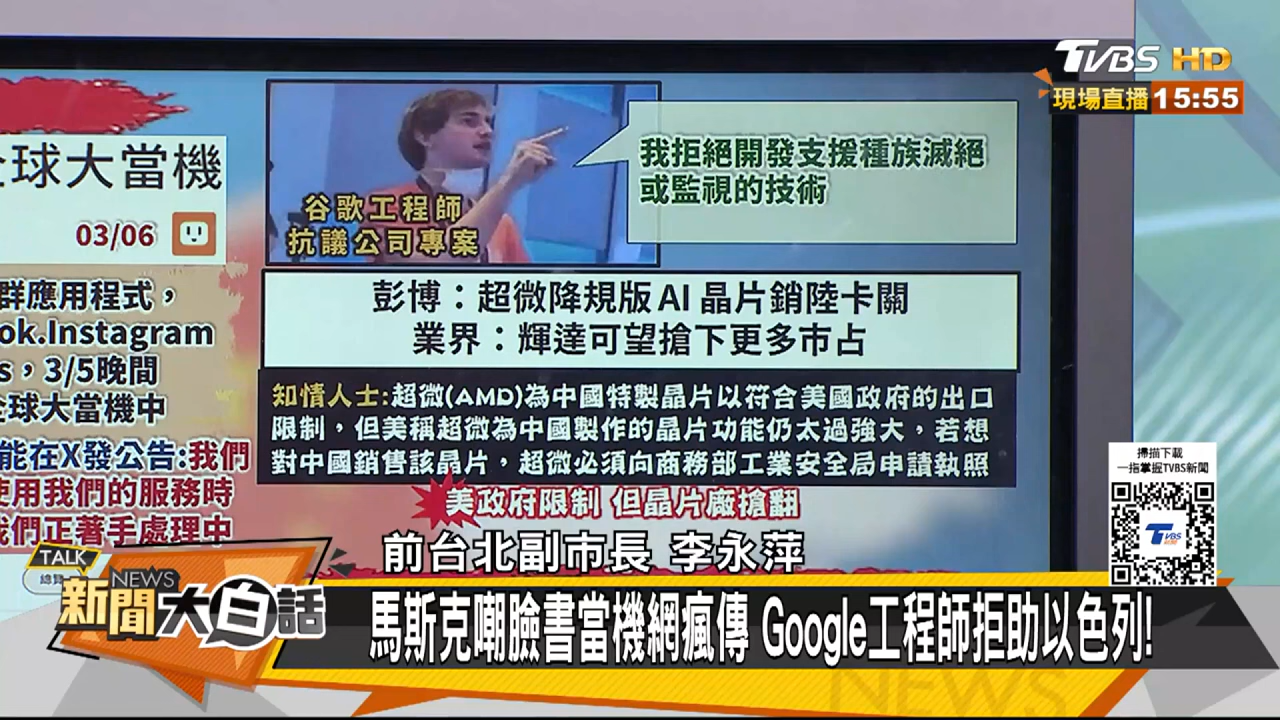 TVBS HD
現場直播 15:55
全球大當機
03/06
群應用程式，
ok.Instagram
s，3/5晚間
全球大當機中
能在X發公告:我們
使用我們的服務時
我們正著手處理中
谷歌工程師
抗議公司專案
我拒絕開發支援種族滅絕
或監視的技術
彭博：超微降規版AI晶片銷陸卡關
業界：輝達可望搶下更多市占
知情人士:超微(AMD)為中國特製晶片以符合美國政府的出口
限制，但美稱超微為中國製作的晶片功能仍太過強大，若想
對中國銷售該晶片，超微必須向商務部工業安全局申請執照
美政府限制 但晶片廠搶翻
掃描下載
一指掌握TVBS新聞
TVBS
前台北副市長 李永萍
TALK
NEWS
新聞大白話
馬斯克嘲臉書當機網瘋傳 Google工程師拒助以色列!
NEWS